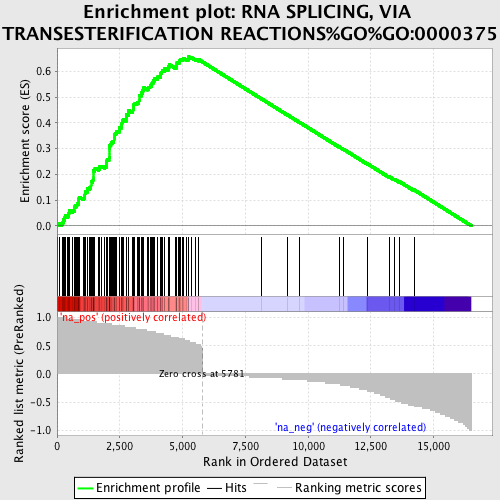 Enrichment plot: RNA SPLICING, VIA
TRANSESTERIFICATION REACTIONS%GO%GO:0000375
Enrichment score (ES)
0.6
0.5
0.4
0.3
0.2
0.1
0.0
Ranked list metric (PreRanked)
1.0
0.5
0.0
-0.5
-1.0
'na_pos' (positively correlated)
Zero cross at 5781
'na_neg' (negatively correlated)
0
2,500
5,000
7,500
10,000
12,500
15,000
Rank in Ordered Dataset
Enrichment profile
Hits
Ranking metric scores